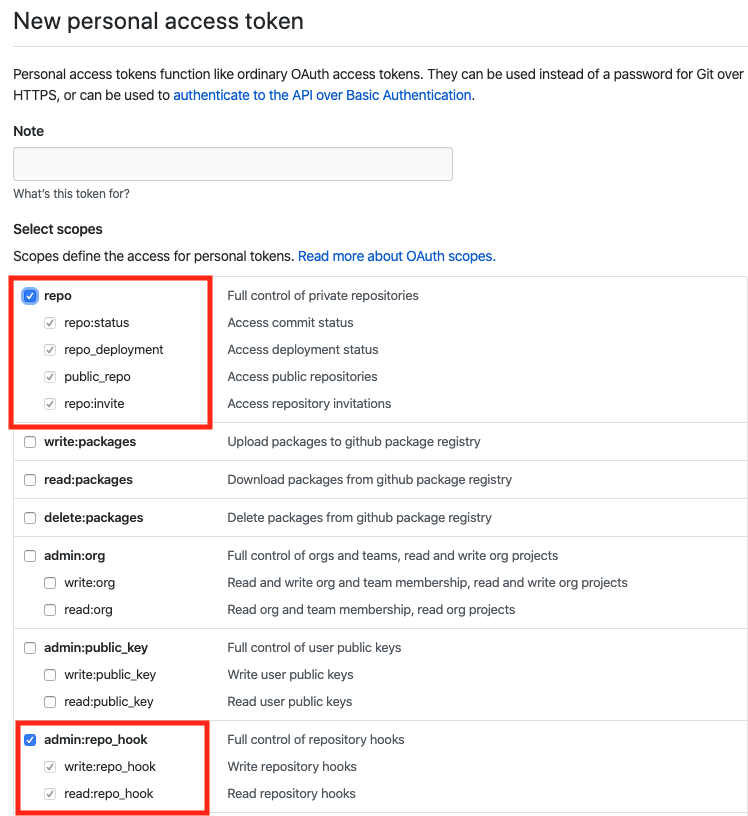 New personal access token
Personal access tokens function like ordinary OAuth access tokens. They can be used instead of a password for Git over
HTTPS, or can be used to authenticate to the API over Basic Authentication.
Note
What's this token for?
Select scopes
Scopes define the access for personal tokens. Read more about OAuth scopes.
repo Full control of private repositories
repo:status Access commit status
repo_deployment Access deployment status
public_repo Access public repositories
repo:invite Access repository invitations
write:packages Upload packages to github package registry
read:packages Download packages from github package registry
delete:packages Delete packages from github package registry
admin:org Full control of orgs and teams, read and write org projects
write:org Read and write org and team membership, read and write org projects
read:org Read org and team membership, read org projects
admin:public_key Full control of user public keys
write:public_key Write user public keys
read:public_key Read user public keys
admin:repo_hook Full control of repository hooks
write:repo_hook Write repository hooks
read:repo_hook Read repository hooks